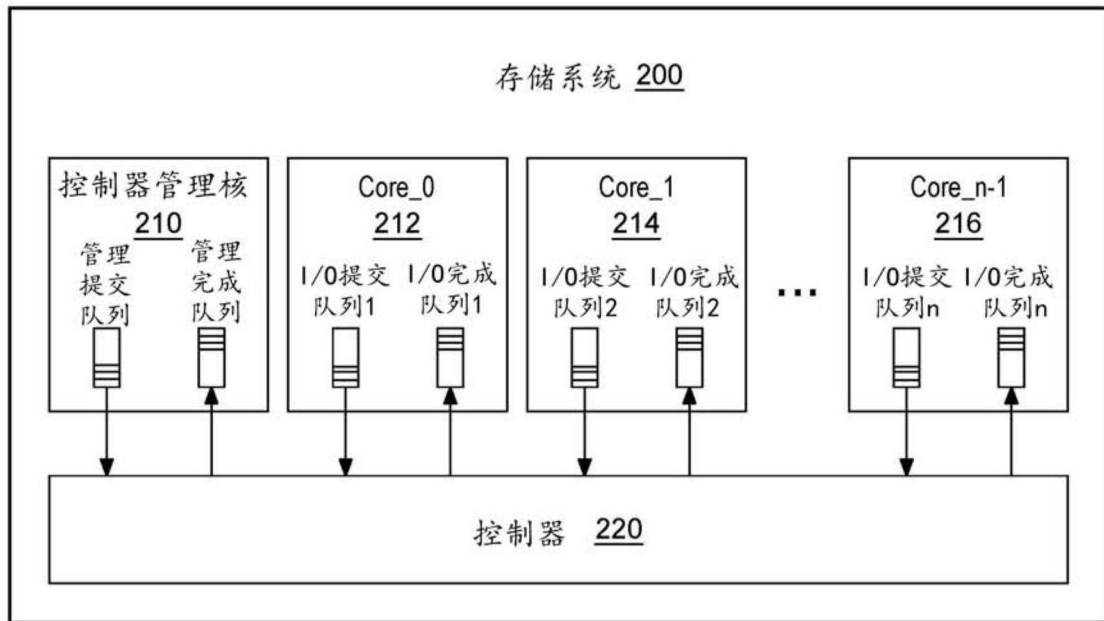 存储系统 200
控制器管理核
210
管理
提交
队列
管理
完成
队列
Core_0
212
I/O提交
队列1
I/O完成
队列1
Core_1
214
I/O提交
队列2
I/O完成
队列2
...
Core_n-1
216
I/O提交
队列n
I/O完成
队列n
控制器 220